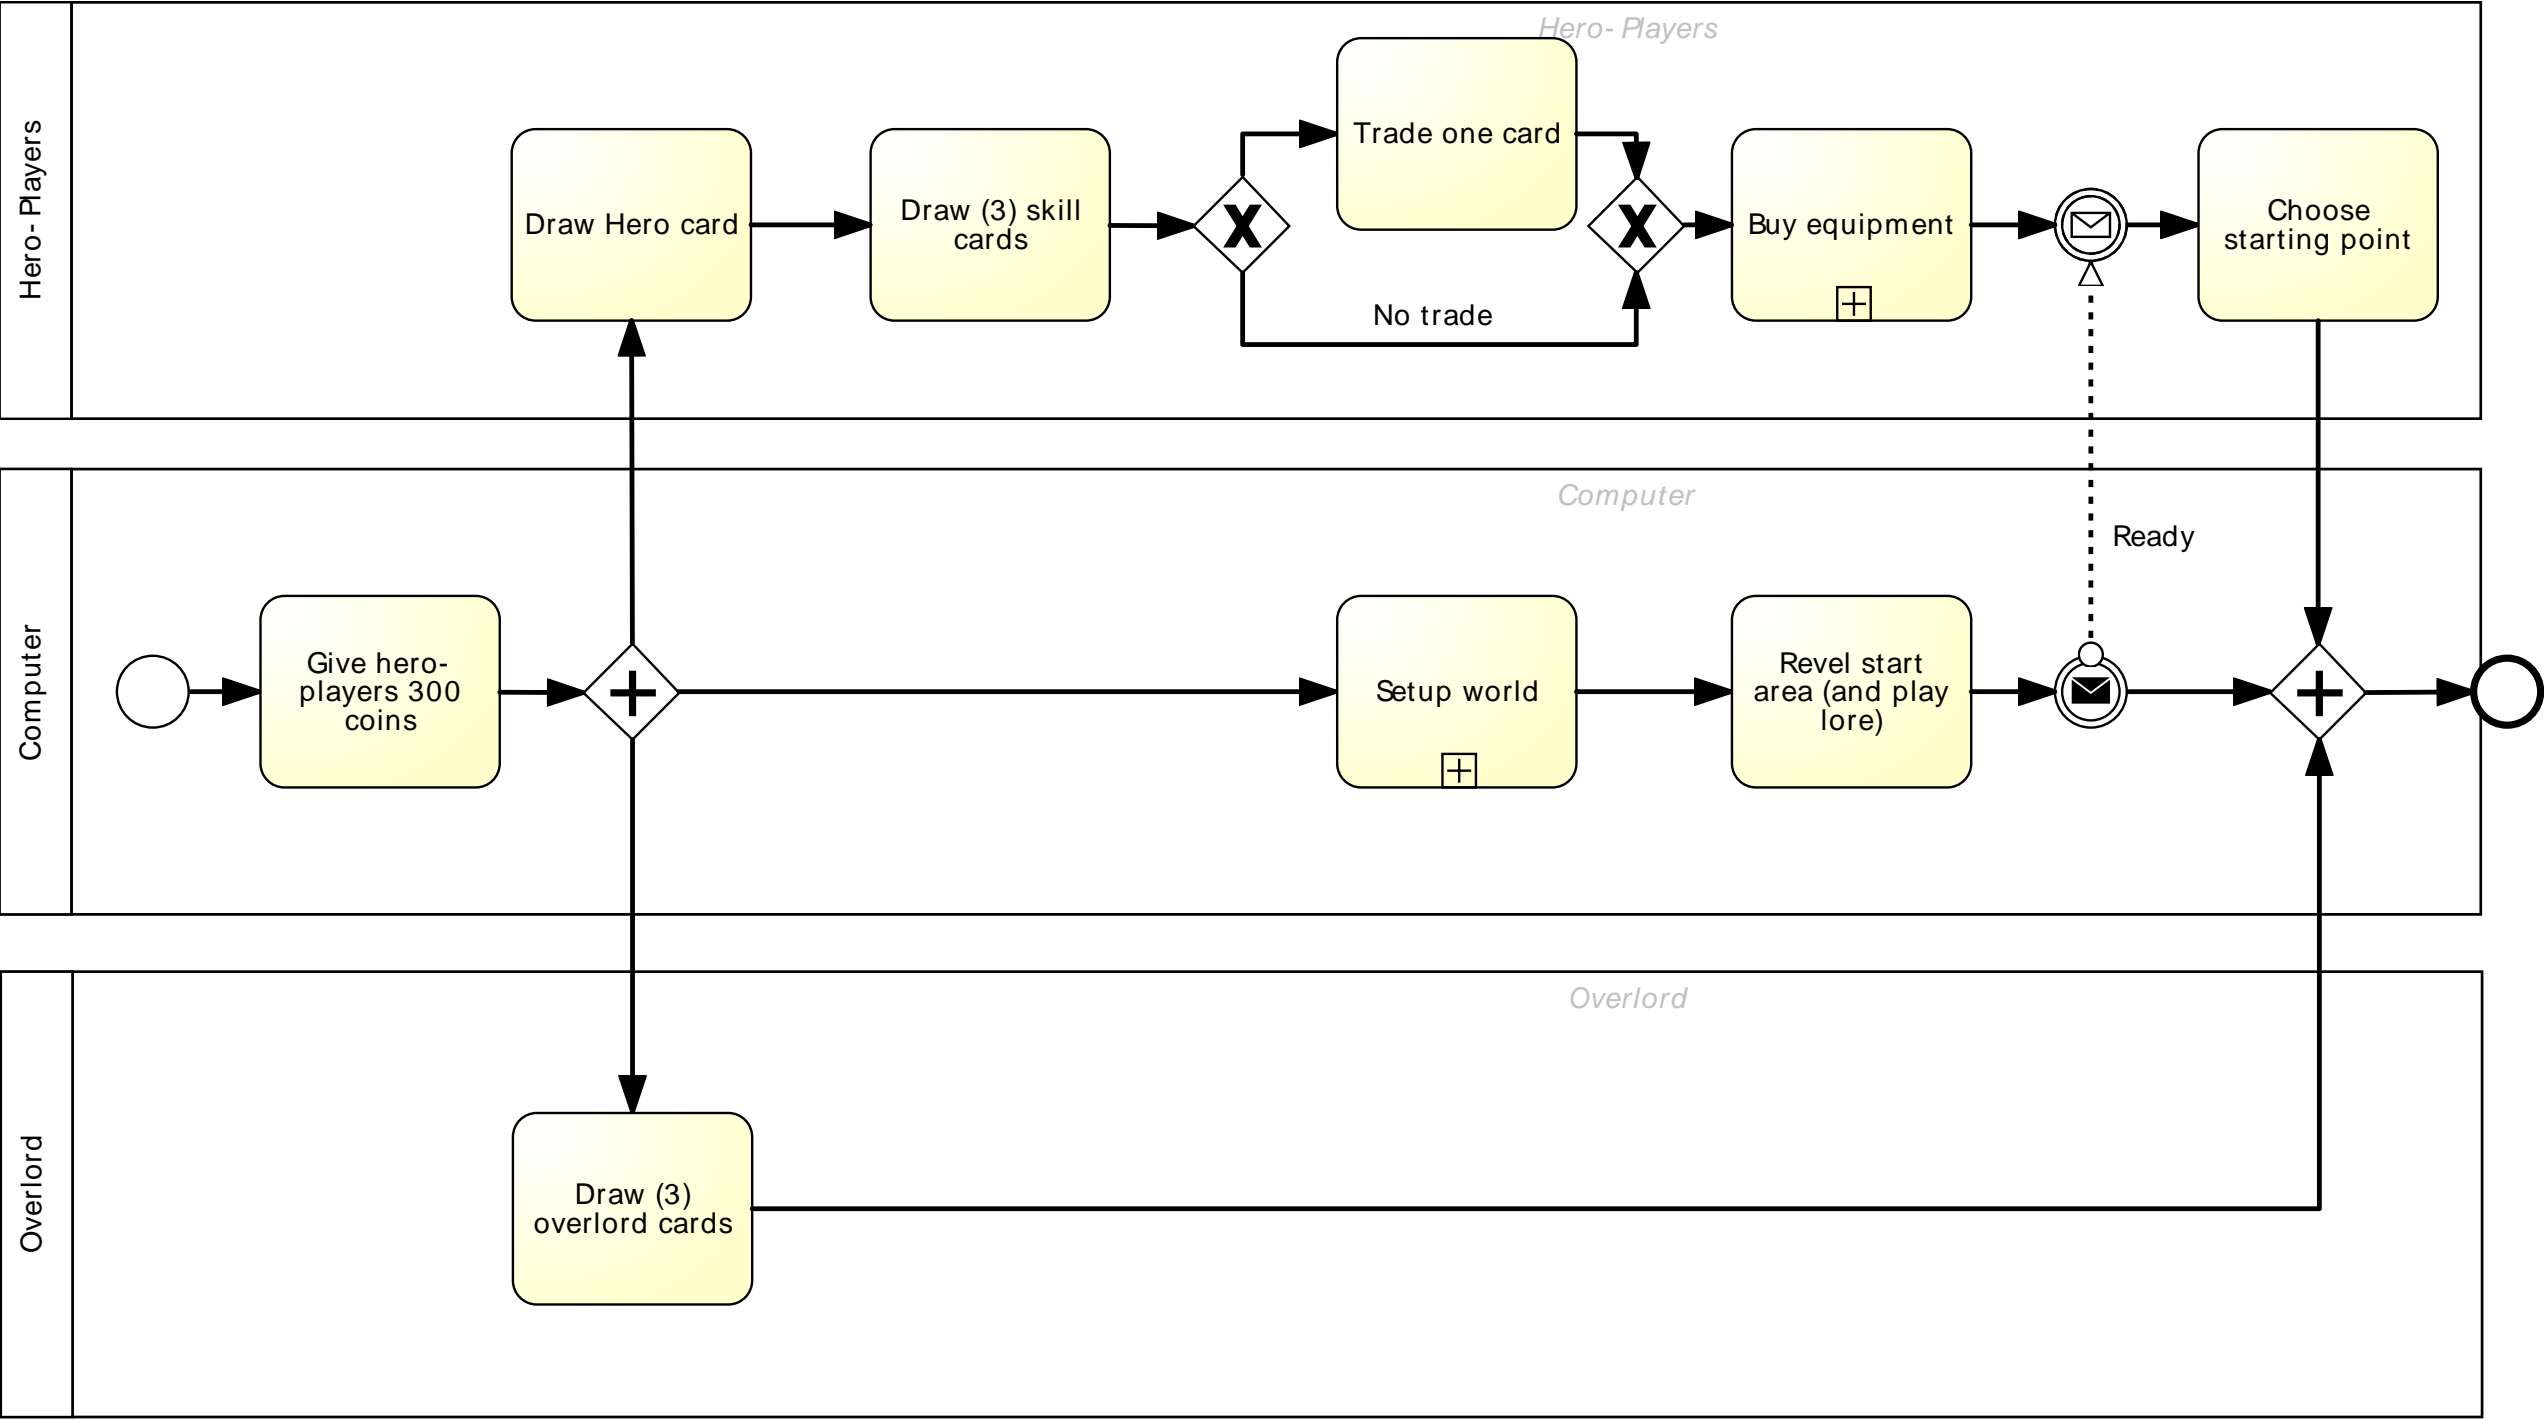 Hero-Players
Hero-Players
Trade one card
Draw Hero card
Draw (3) skill
cards
Buy equipment
Choose
starting point
No trade
Computer
Computer
Ready
Give hero-
players 300
coins
Setup world
Revel start
area (and play
lore)
Overlord
Overlord
Draw (3)
overlord cards